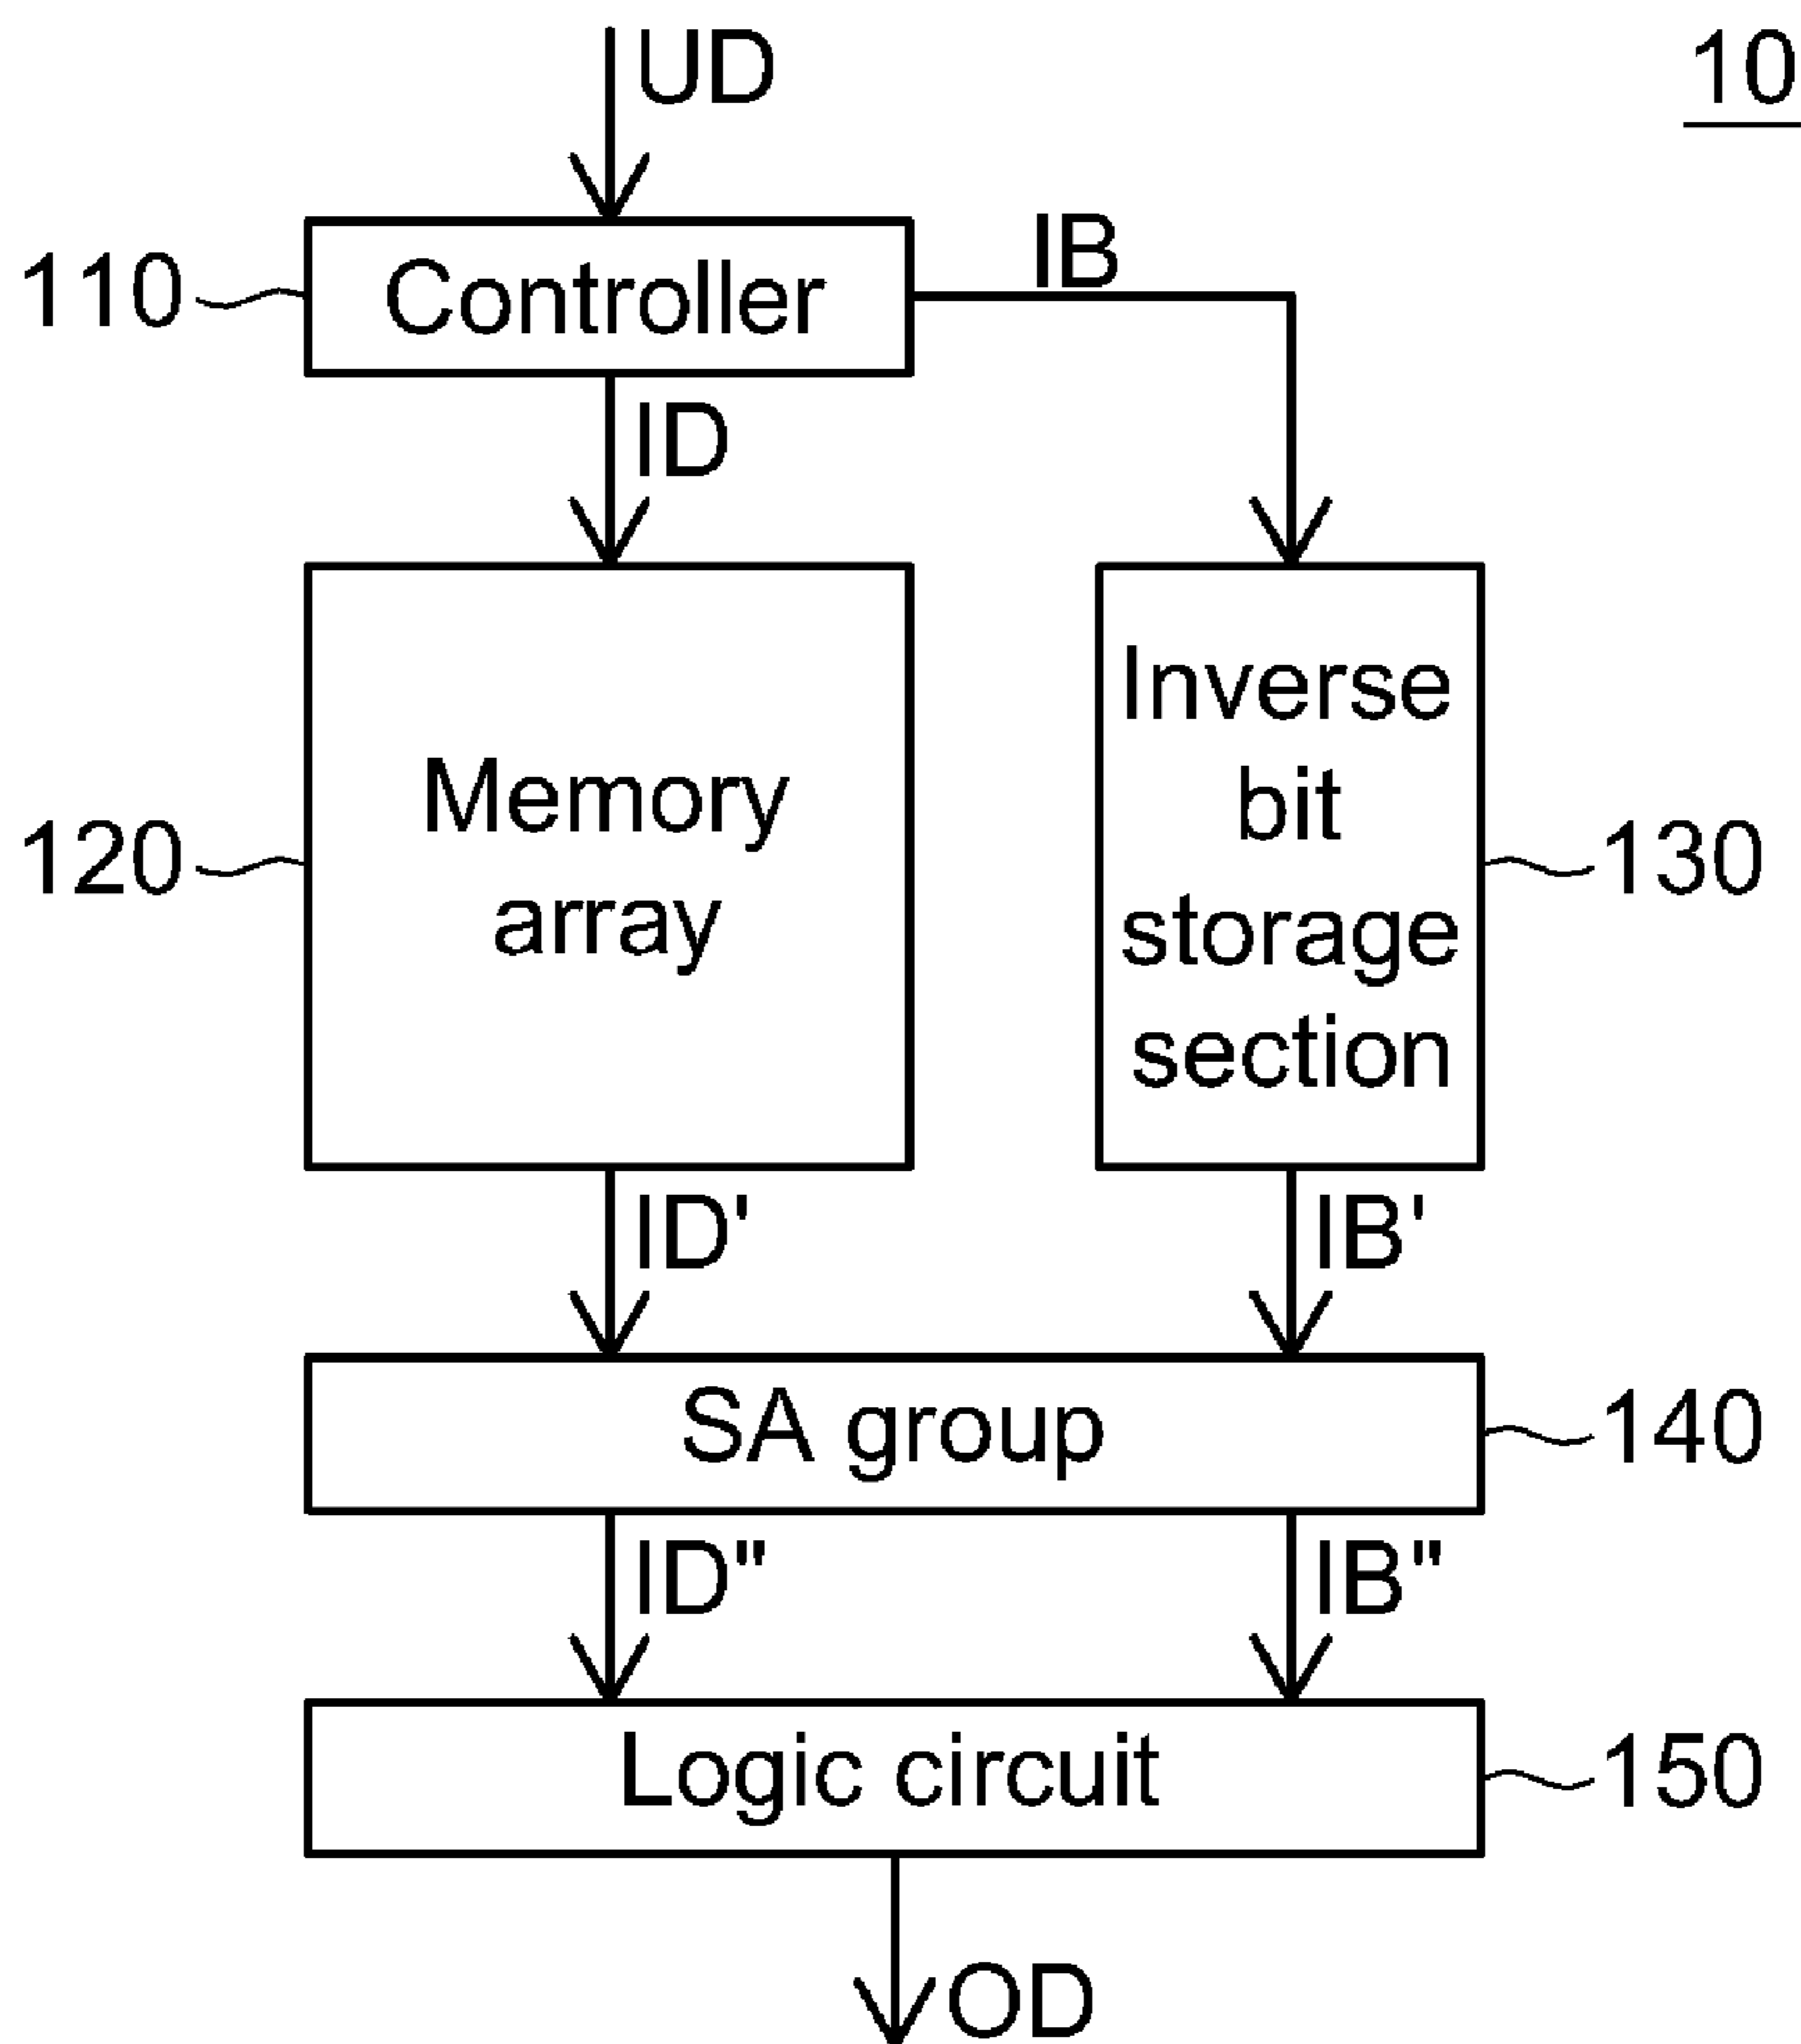 UD
10
110
Controller
IB
ID
120
Memory
array
Inverse
bit
storage
section
130
ID'
IB'
SA group
140
ID"
IB"
Logic circuit
150
OD